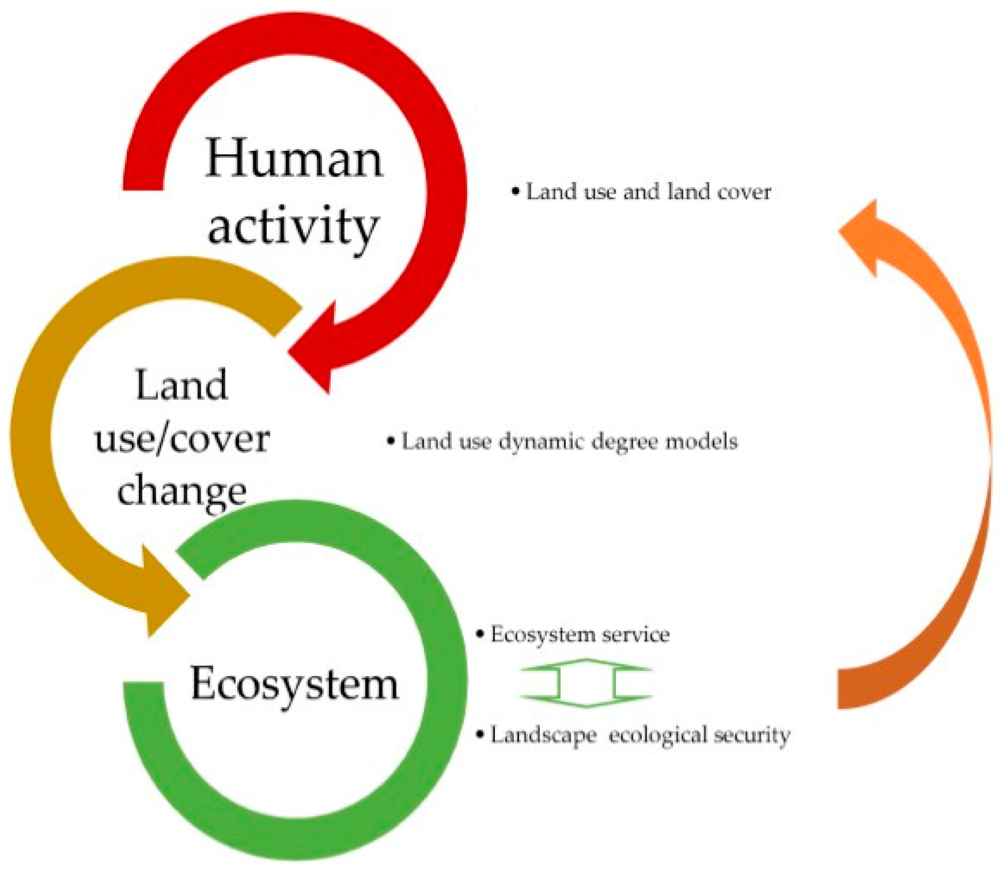 Human
activity
• Land use and land cover
Land
use/cover
change
• Land use dynamic degree models
Ecosystem
• Ecosystem service
• Landscape ecological security